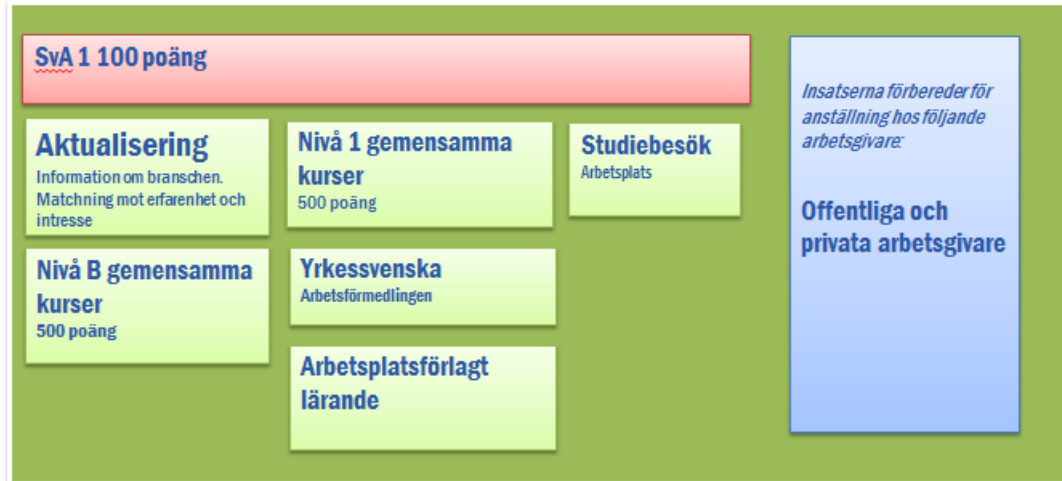 SvA 1 100 poäng
Aktualisering
Information om branschen.
Matchning mot erfarenhet och
intresse
Nivå B gemensamma
kurser
500 poäng
Nivå 1 gemensamma
kurser
500 poäng
Yrkessvenska
Arbetsförmedlingen
Arbetsplatsförlagt
lärande
Studiebesök
Arbetsplats
Insatserna förbereder för
anställning hos följande
arbetsgivare:
Offentliga och
privata arbetsgivare